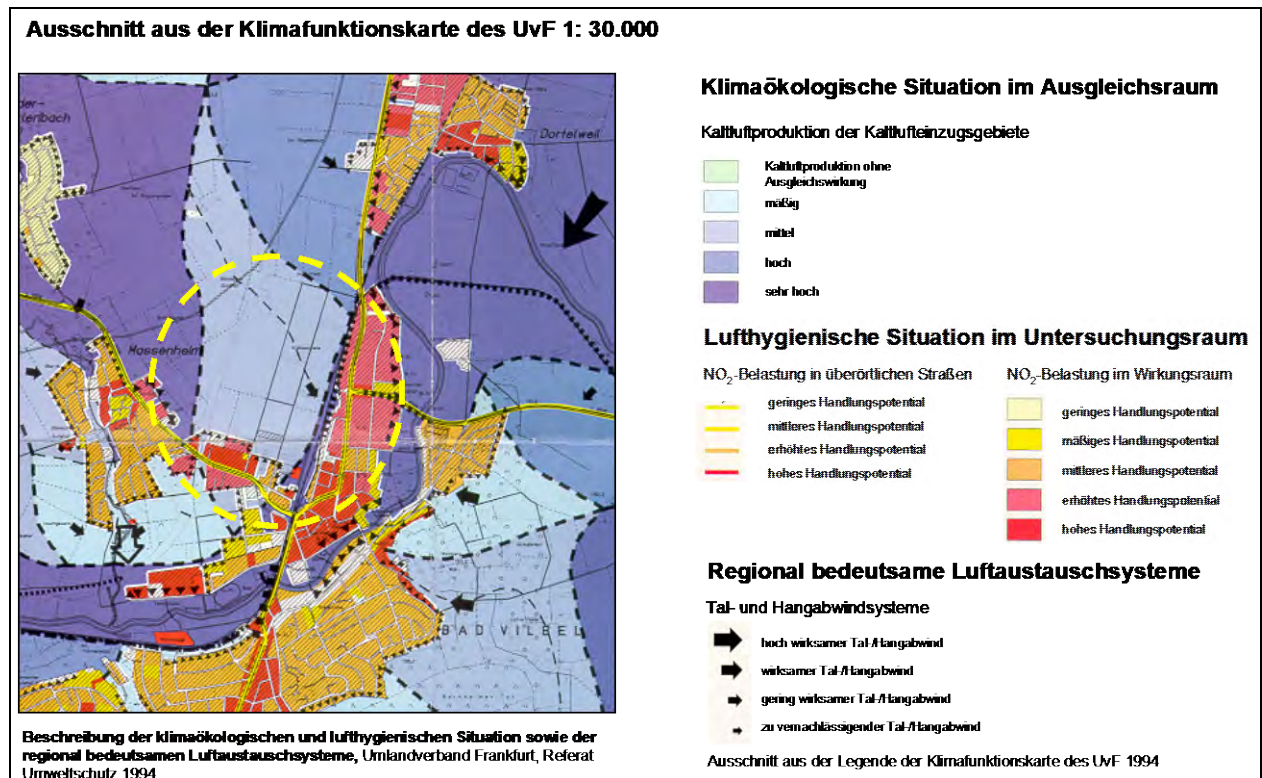 Ausschnitt aus der Klimafunktionskarte des UvF 1: 30.000
Dortelweil
Massenheim
BAD VILBEL
Beschreibung der klimaökologischen und lufthygienischen Situation sowie der
regional bedeutsamen Luftaustauschsysteme, Umlandverband Frankfurt, Referat
Umweltschutz 1994
Klimaökologische Situation im Ausgleichsraum
Kaltluftproduktion der Kaltlufteinzugsgebiete
Kaltluftproduktion ohne
Ausgleichswirkung
mäßig
mittel
hoch
sehr hoch
Lufthygienische Situation im Untersuchungsraum
NO₂-Belastung in überörtlichen Straßen
geringes Handlungspotential
mittleres Handlungspotential
erhöhtes Handlungspotential
hohes Handlungspotential
NO₂-Belastung im Wirkungsraum
geringes Handlungspotential
mäßiges Handlungspotential
mittleres Handlungspotential
erhöhtes Handlungspotential
hohes Handlungspotential
Regional bedeutsame Luftaustauschsysteme
Tal- und Hangabwindsysteme
hoch wirksamer Tal-/Hangabwind
wirksamer Tal-/Hangabwind
gering wirksamer Tal-/Hangabwind
zu vernachlässigender Tal-/Hangabwind
Ausschnitt aus der Legende der Klimafunktionskarte des UvF 1994